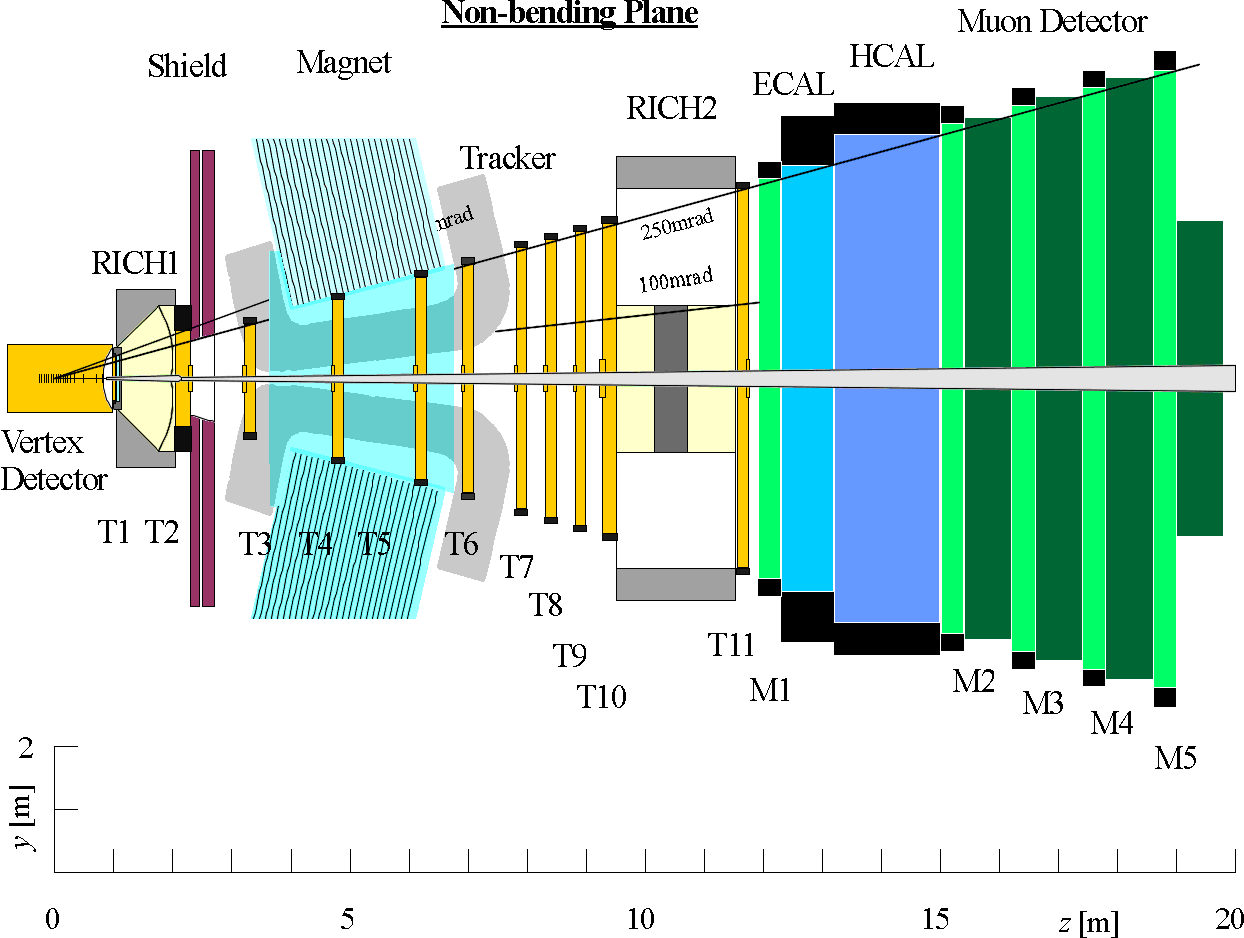 Non-bending Plane
Muon Detector
Shield
Magnet
HCAL
ECAL
RICH2
Tracker
mrad
250mrad
RICH1
100mrad
Vertex
Detector
T1
T2
T3
T4
T5
T6
T7
T8
T9
T10
T11
M1
M2
M3
M4
M5
2
y [m]
0
5
10
15
z [m]
20